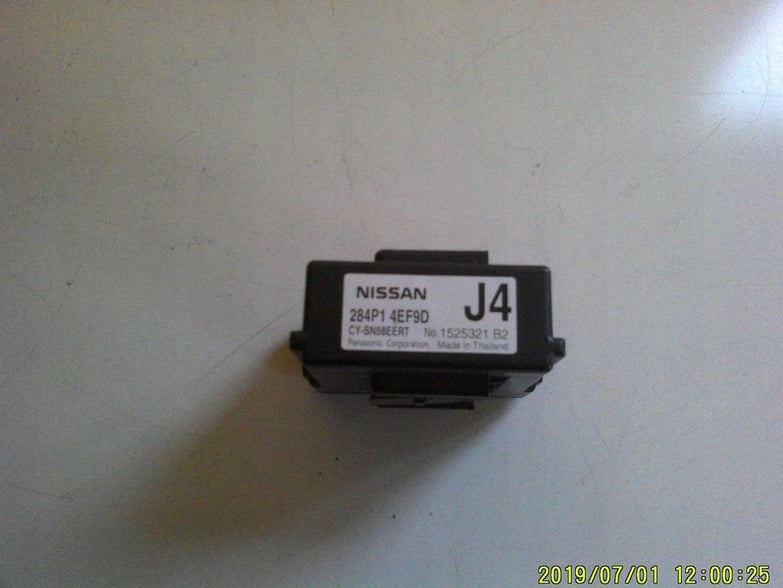 NISSAN J4
284P1 4EF9D
CY-SN58EERT No.1525321 B2
Panasonic Corporation Made in Thailand
2019/07/01 12:00:25